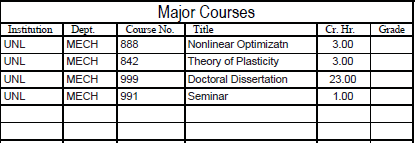 Major Courses
Institution Dept. Course No. Title Cr. Hr. Grade
UNL MECH 888 Nonlinear Optimizatn 3.00
UNL MECH 842 Theory of Plasticity 3.00
UNL MECH 999 Doctoral Dissertation 23.00
UNL MECH 991 Seminar 1.00